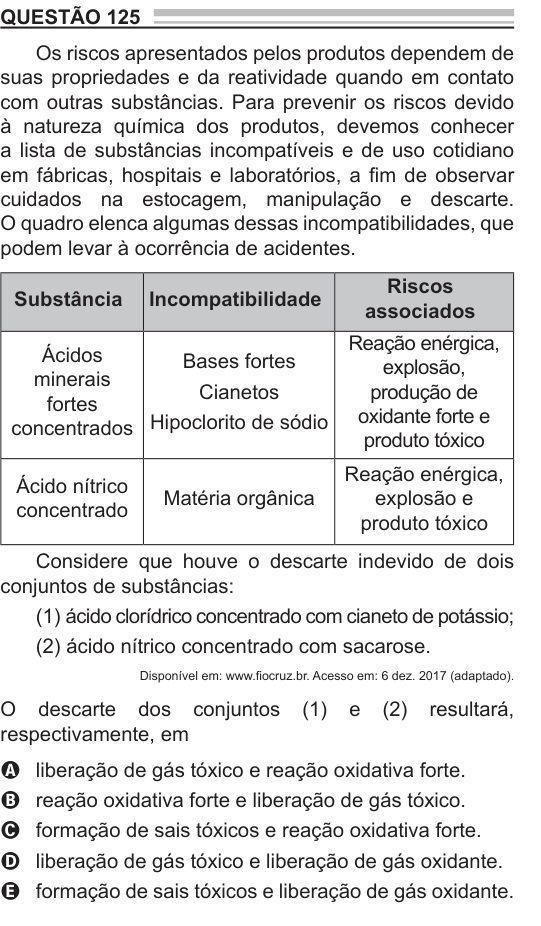 QUESTÃO 125
Os riscos apresentados pelos produtos dependem de
suas propriedades e da reatividade quando em contato
com outras substâncias. Para prevenir os riscos devido
à natureza química dos produtos, devemos conhecer
a lista de substâncias incompatíveis e de uso cotidiano
em fábricas, hospitais e laboratórios, a fim de observar
cuidados na estocagem, manipulação e descarte.
O quadro elenca algumas dessas incompatibilidades, que
podem levar à ocorrência de acidentes.
Substância
Incompatibilidade
Riscos
associados
Ácidos
minerais
fortes
concentrados
Bases fortes
Cianetos
Hipoclorito de sódio
Reação enérgica,
explosão,
produção de
oxidante forte e
produto tóxico
Ácido nítrico
concentrado
Matéria orgânica
Reação enérgica,
explosão e
produto tóxico
Considere que houve o descarte indevido de dois
conjuntos de substâncias:
(1) ácido clorídrico concentrado com cianeto de potássio;
(2) ácido nítrico concentrado com sacarose.
Disponível em: www.fiocruz.br. Acesso em: 6 dez. 2017 (adaptado).
O descarte dos conjuntos (1) e (2) resultará,
respectivamente, em
A liberação de gás tóxico e reação oxidativa forte.
B reação oxidativa forte e liberação de gás tóxico.
C formação de sais tóxicos e reação oxidativa forte.
D liberação de gás tóxico e liberação de gás oxidante.
E formação de sais tóxicos e liberação de gás oxidante.